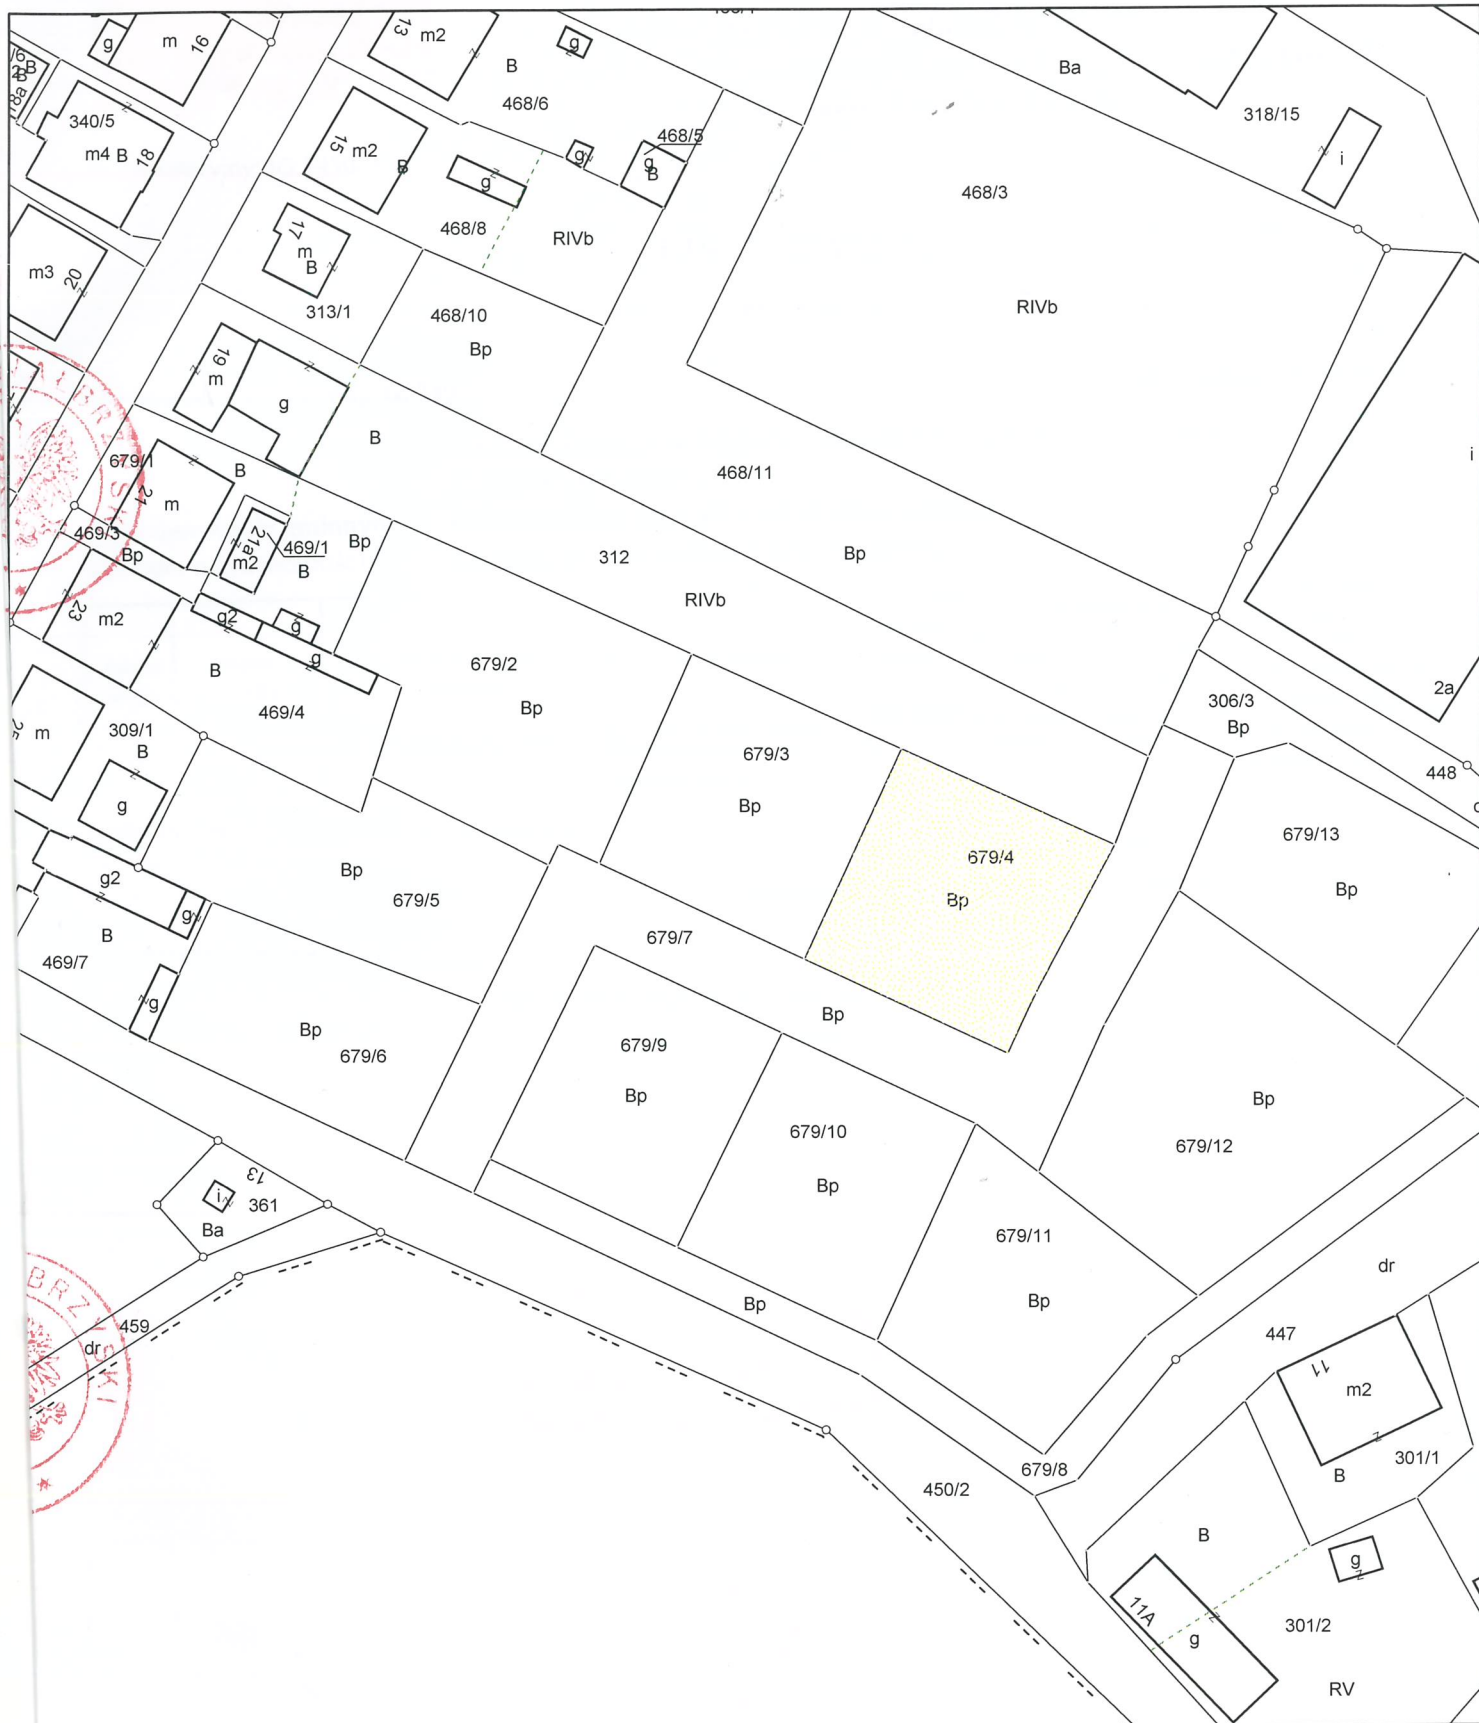 13
m2
g
m
16
g
B
Ba
468/6
318/15
340/5
m4 B
18
15
m2
B
g
468/5
g
B
g
i
468/3
468/8
RIVb
17
m
B
m3
20
313/1
468/10
Bp
RIVb
19
m
g
B
679/1
B
468/11
i
21
m
469/3
Bp
21a
m2
469/1
B
Bp
312
Bp
RIVb
23
m2
g2
g
g
B
679/2
Bp
469/4
2a
306/3
Bp
m
309/1
B
679/3
Bp
448
g
679/13
Bp
679/4
Bp
g2
Bp
679/5
g
B
469/7
679/7
g
Bp
679/6
Bp
679/9
Bp
Bp
679/12
679/10
Bp
13
i
361
Ba
679/11
Bp
dr
Bp
459
dr
447
11
m2
301/1
B
679/8
450/2
B
g
11A
g
301/2
RV